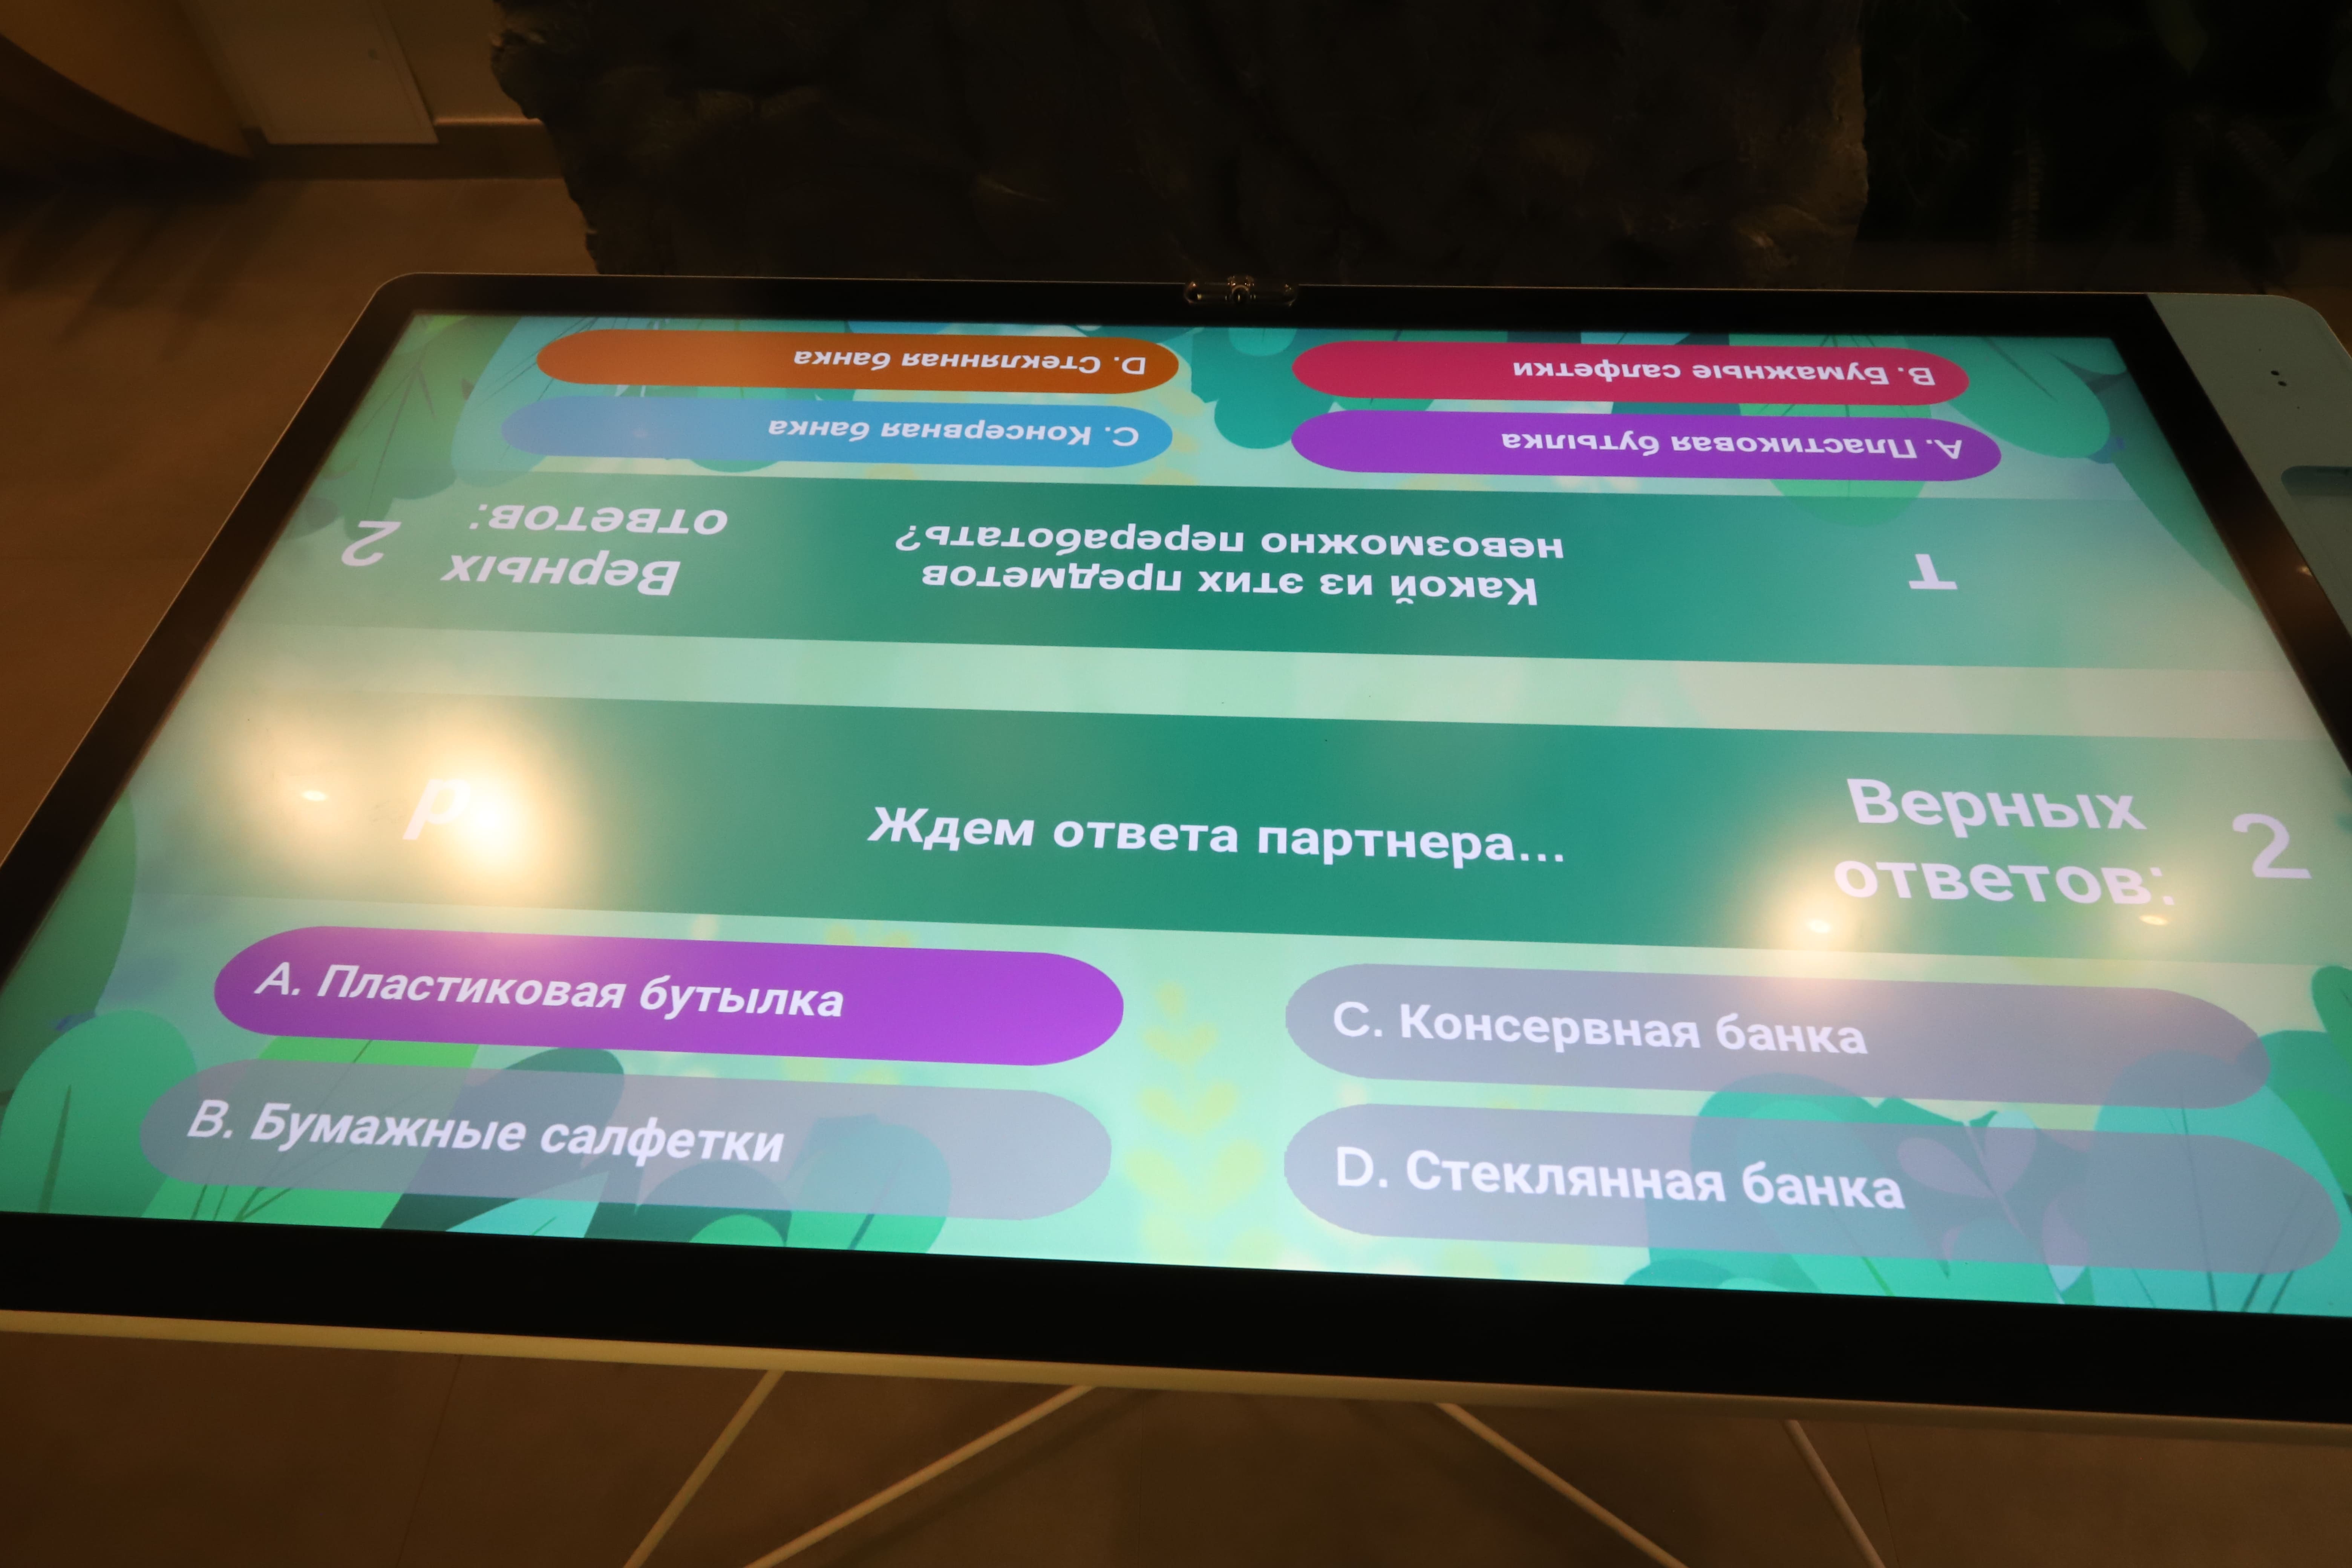 D. Стеклянная банка
B. Бумажные салфетки
C. Консервная банка
A. Пластиковая бутылка
Верных
ответов:
2
Какой из этих предметов
невозможно переработать?
т
р
Ждем ответа партнера...
Верных
ответов:
2
A. Пластиковая бутылка
C. Консервная банка
B. Бумажные салфетки
D. Стеклянная банка